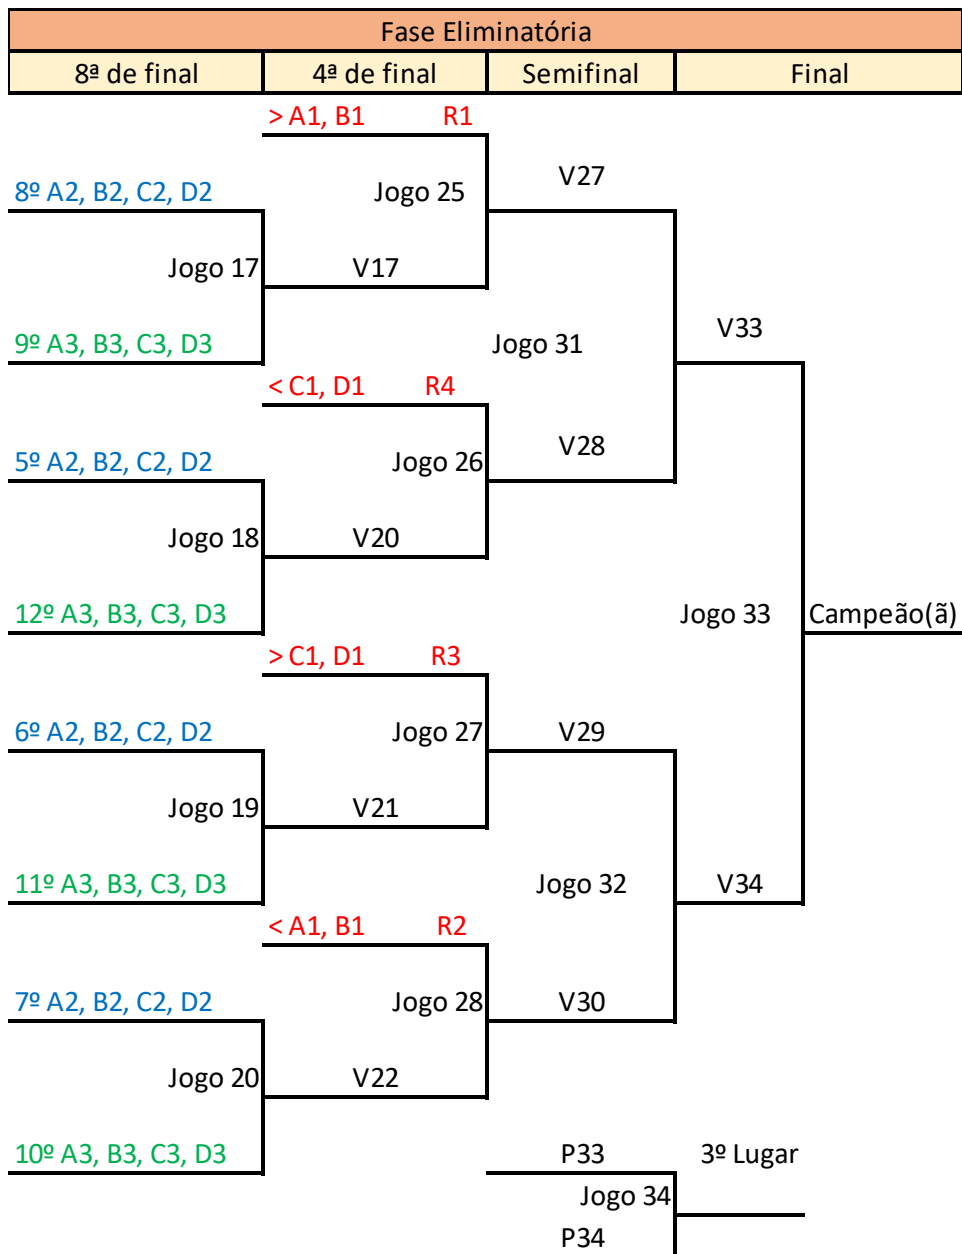 Fase Eliminatória
8ª de final 4ª de final Semifinal Final
> A1, B1 R1
V27
8º A2, B2, C2, D2
Jogo 25
Jogo 17
V17
V33
9º A3, B3, C3, D3
Jogo 31
< C1, D1 R4
V28
5º A2, B2, C2, D2
Jogo 26
Jogo 18
V20
12º A3, B3, C3, D3
Jogo 33
Campeão(ã)
> C1, D1 R3
6º A2, B2, C2, D2
Jogo 27
V29
Jogo 19
V21
11º A3, B3, C3, D3
Jogo 32
V34
< A1, B1 R2
7º A2, B2, C2, D2
Jogo 28
V30
Jogo 20
V22
10º A3, B3, C3, D3
P33
3º Lugar
Jogo 34
P34